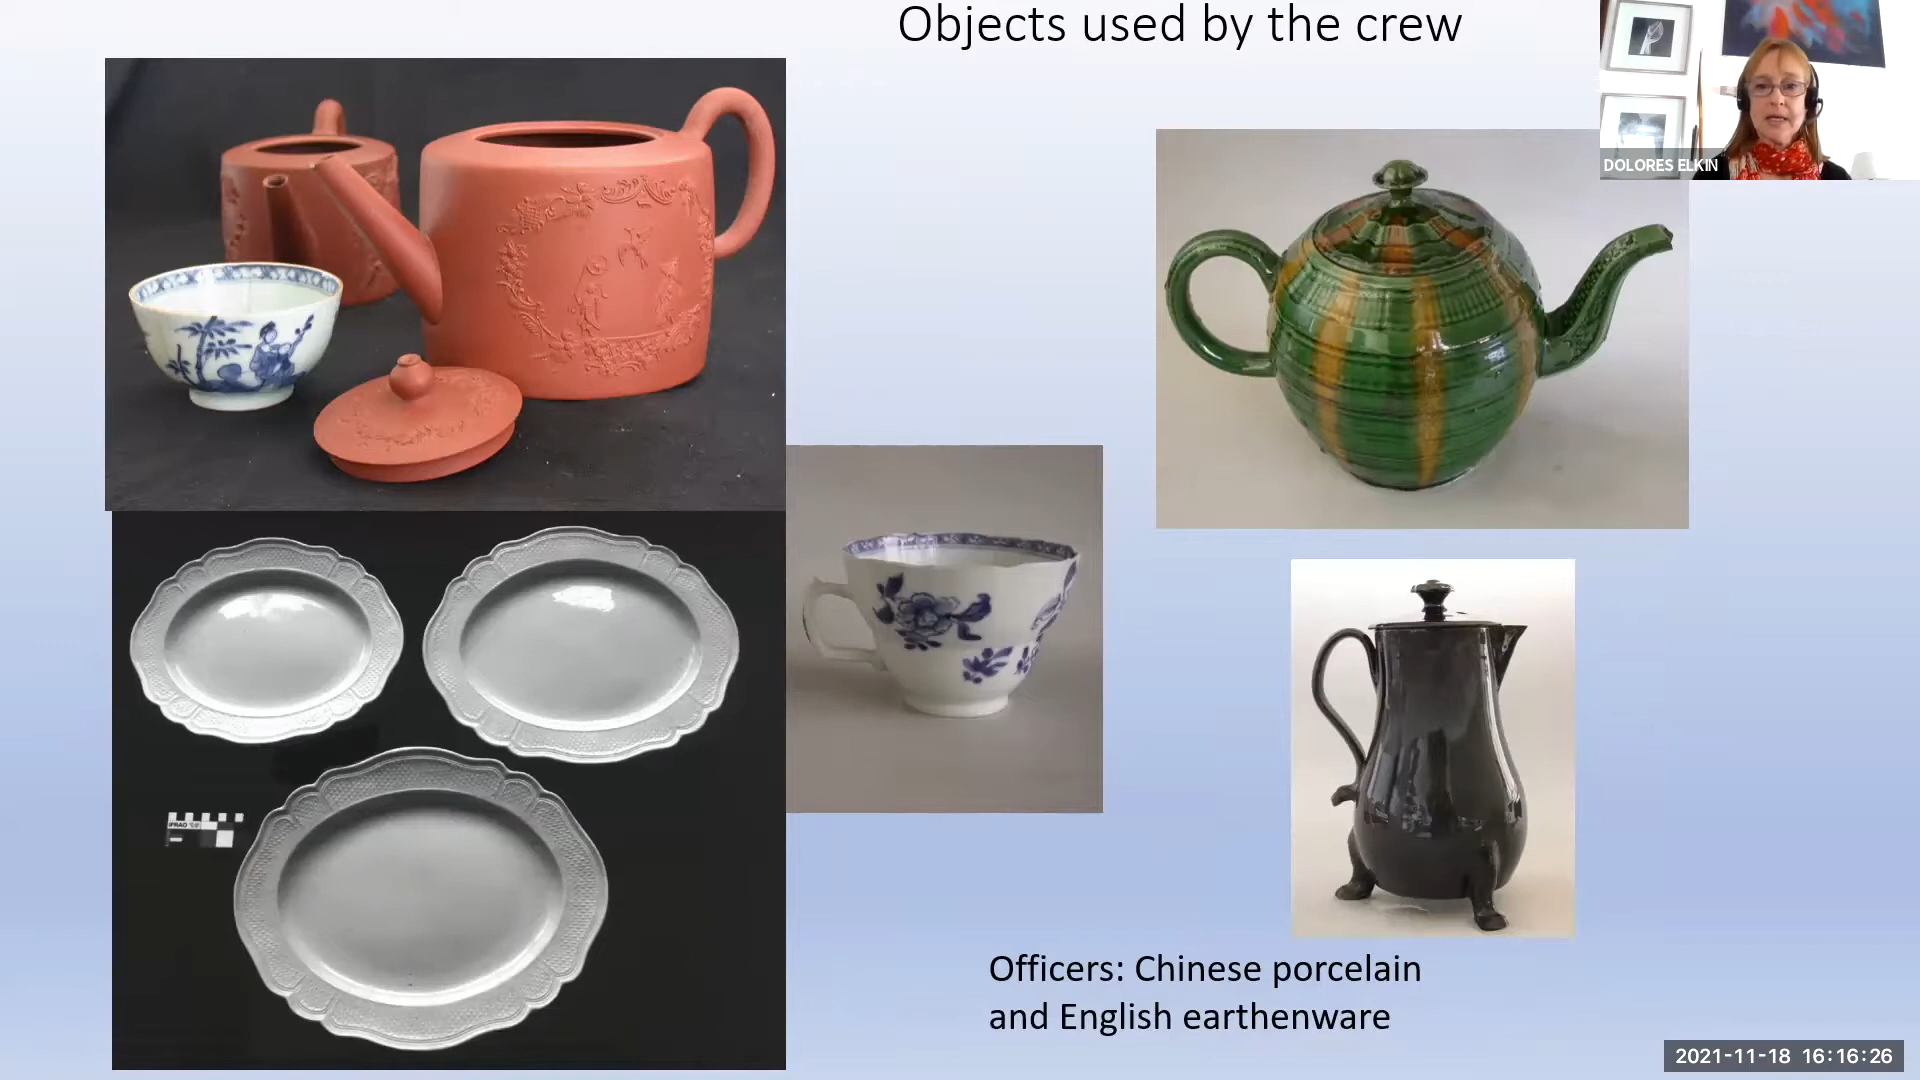 Objects used by the crew
DOLORES ELKIN
Officers: Chinese porcelain
and English earthenware
2021-11-18 16:16:26